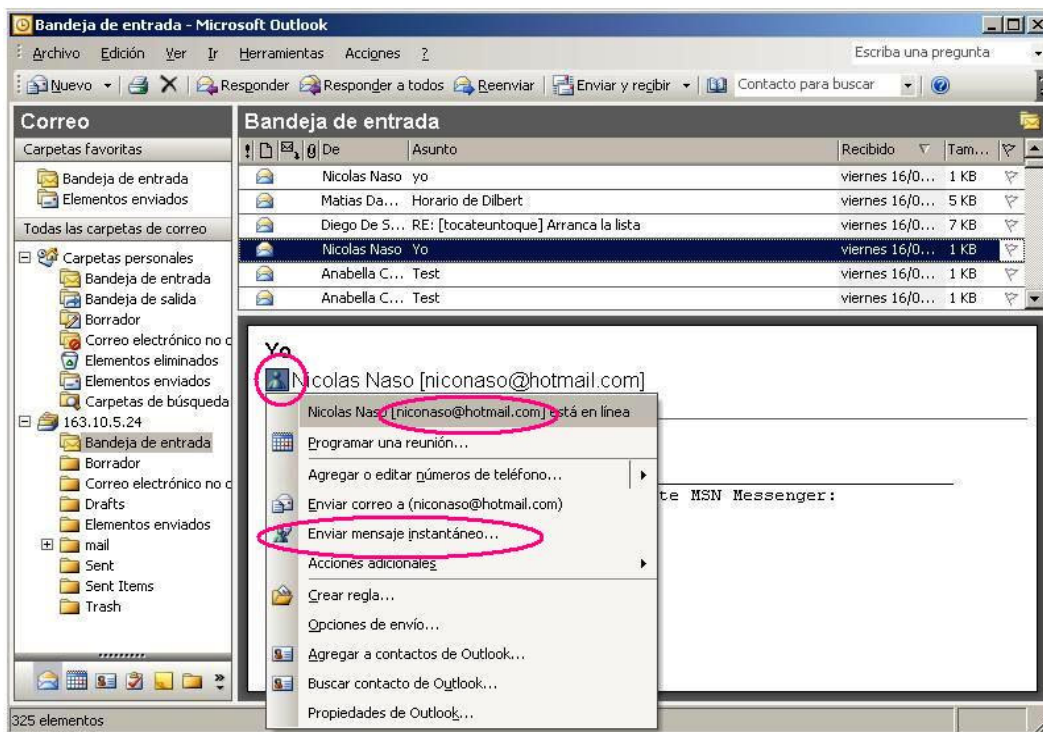 Bandeja de entrada - Microsoft Outlook
Archivo Edición Ver Ir Herramientas Acciones ? Escriba una pregunta
Nuevo Responder Responder a todos Reenviar Enviar y recibir Contacto para buscar
Correo
Carpetas favoritas
Bandeja de entrada
Elementos enviados
Todas las carpetas de correo
Carpetas personales
Bandeja de entrada
Bandeja de salida
Borrador
Correo electrónico no d
Elementos eliminados
Elementos enviados
Carpetas de búsqueda
163.10.5.24
Bandeja de entrada
Borrador
Correo electrónico no d
Drafts
Elementos enviados
mail
Sent
Sent Items
Trash
Bandeja de entrada
De Asunto Recibido Tam...
Nicolas Naso yo viernes 16/0... 1 KB
Matias Da... Horario de Dilbert viernes 16/0... 5 KB
Diego De S... RE: [tocateuntoque] Arranca la lista viernes 16/0... 7 KB
Nicolas Naso Yo viernes 16/0... 1 KB
Anabella C... Test viernes 16/0... 1 KB
Anabella C... Test viernes 16/0... 1 KB
Yo
Nicolas Naso [niconaso@hotmail.com]
Nicolas Naso [niconaso@hotmail.com] está en línea
Programar una reunión...
Agregar o editar números de teléfono...
te MSN Messenger:
Enviar correo a (niconaso@hotmail.com)
Enviar mensaje instantáneo...
Acciones adicionales
Crear regla...
Opciones de envío...
Agregar a contactos de Outlook...
Buscar contacto de Outlook...
Propiedades de Outlook...
325 elementos